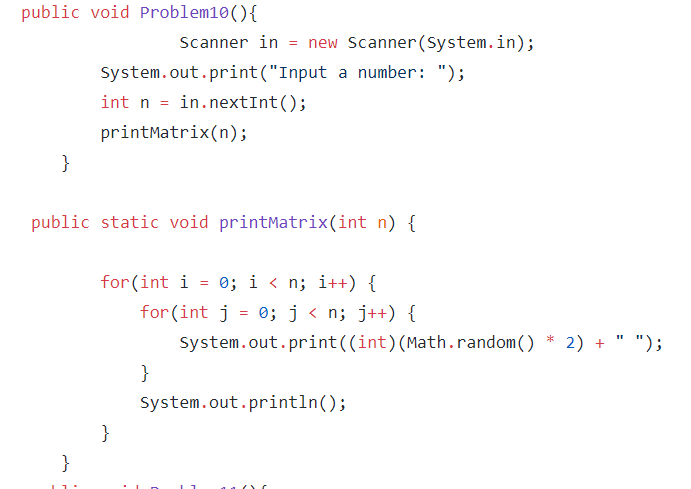 public void Problem10(){
Scanner in = new Scanner(System.in);
System.out.print("Input a number: ");
int n = in.nextInt();
printMatrix(n);
}
public static void printMatrix(int n) {
for(int i = 0; i < n; i++) {
for(int j = 0; j < n; j++) {
System.out.print((int)(Math.random() * 2) + " ");
}
System.out.println();
}
}